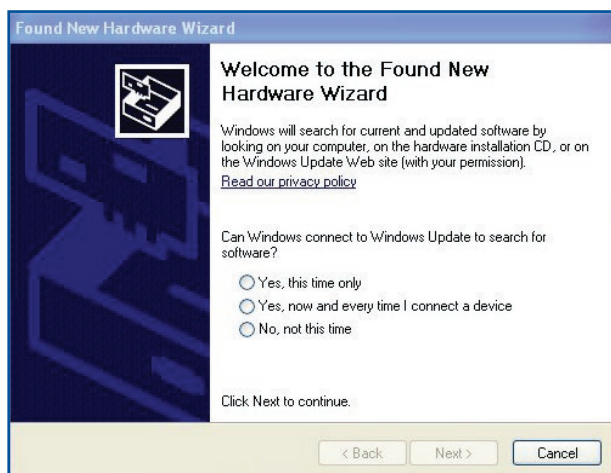 Found New Hardware Wizard
Welcome to the Found New
Hardware Wizard
Windows will search for current and updated software by
looking on your computer, on the hardware installation CD, or on
the Windows Update Web site (with your permission).
Read our privacy policy
Can Windows connect to Windows Update to search for
software?
Yes, this time only
Yes, now and every time I connect a device
No, not this time
Click Next to continue.
< Back
Next >
Cancel